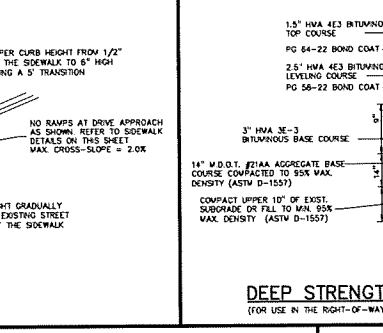 PER CURB HEIGHT FROM 1/2"
THE SIDEWALK TO 6" HIGH
NG A 5' TRANSITION
NO RAMPS AT DRIVE APPROACH
AS SHOWN. REFER TO SIDEWALK
DETAILS ON THIS SHEET
MAX. CROSS-SLOPE = 2.0%
HT GRADUALLY
EXISTING STREET
THE SIDEWALK
1.5" HMA 4E3 BITUMINO
TOP COURSE
PG 64-22 BOND COAT
2.5" HMA 4E3 BITUMINO
LEVELING COURSE
PG 58-22 BOND COAT
9"
3" HMA 3E-3
BITUMINOUS BASE COURSE
14" M.D.O.T. #21AA AGGREGATE BASE
COURSE COMPACTED TO 95% MAX.
DENSITY (ASTM D-1557)
14"
COMPACT UPPER 10" OF EXIST.
SUBGRADE OR FILL TO MIN. 95%
MAX. DENSITY (ASTM D-1557)
DEEP STRENGT
(FOR USE IN THE RIGHT-OF-WAY